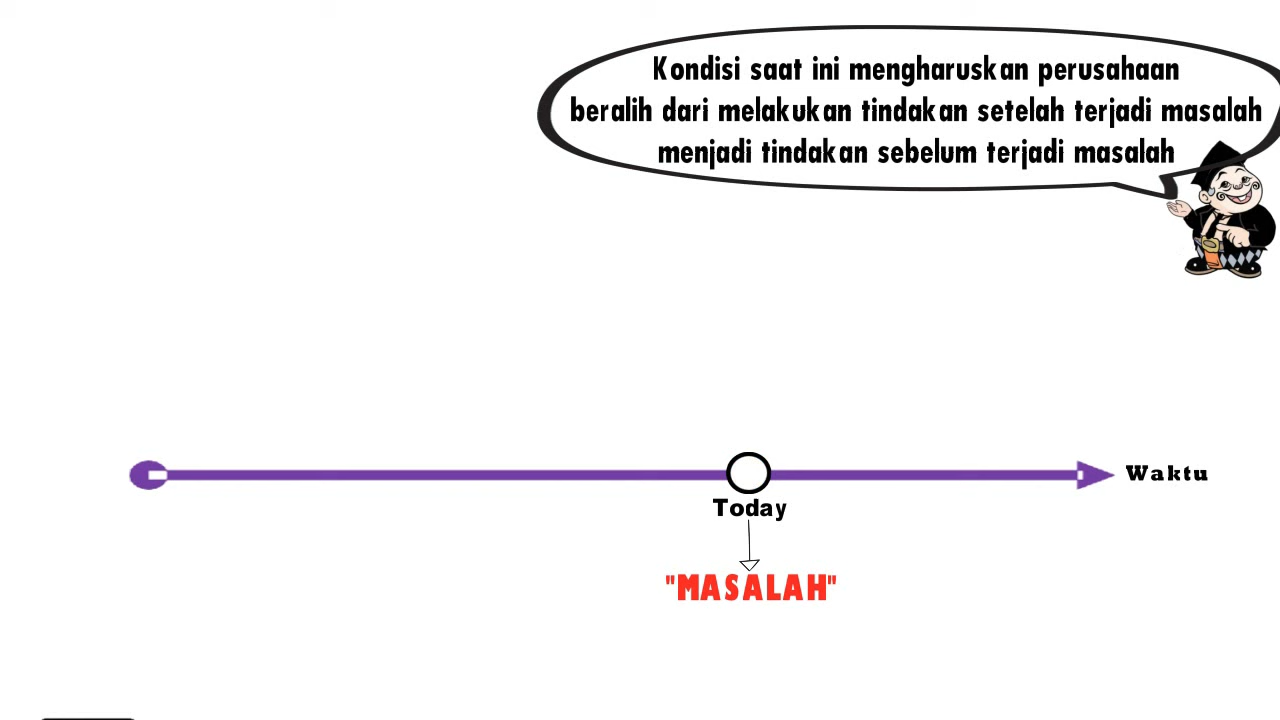 Kondisi saat ini mengharuskan perusahaan
beralih dari melakukan tindakan setelah terjadi masalah
menjadi tindakan sebelum terjadi masalah
Waktu
Today
"MASALAH"